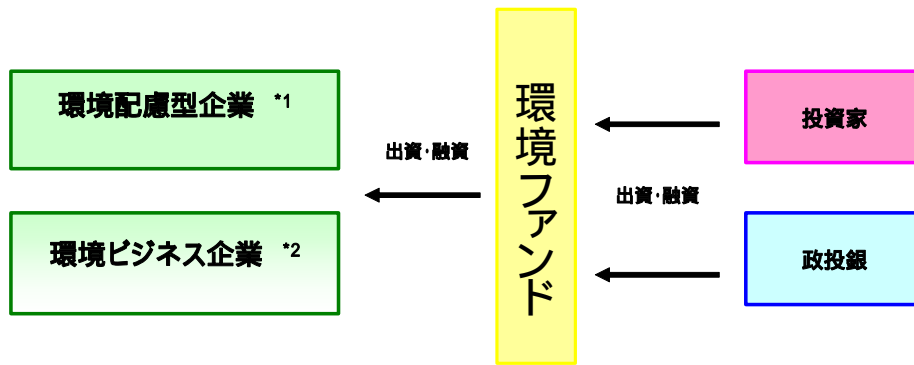 環境配慮型企業 *1
環境ビジネス企業 *2
出資・融資
環境ファンド
出資・融資
投資家
政投銀